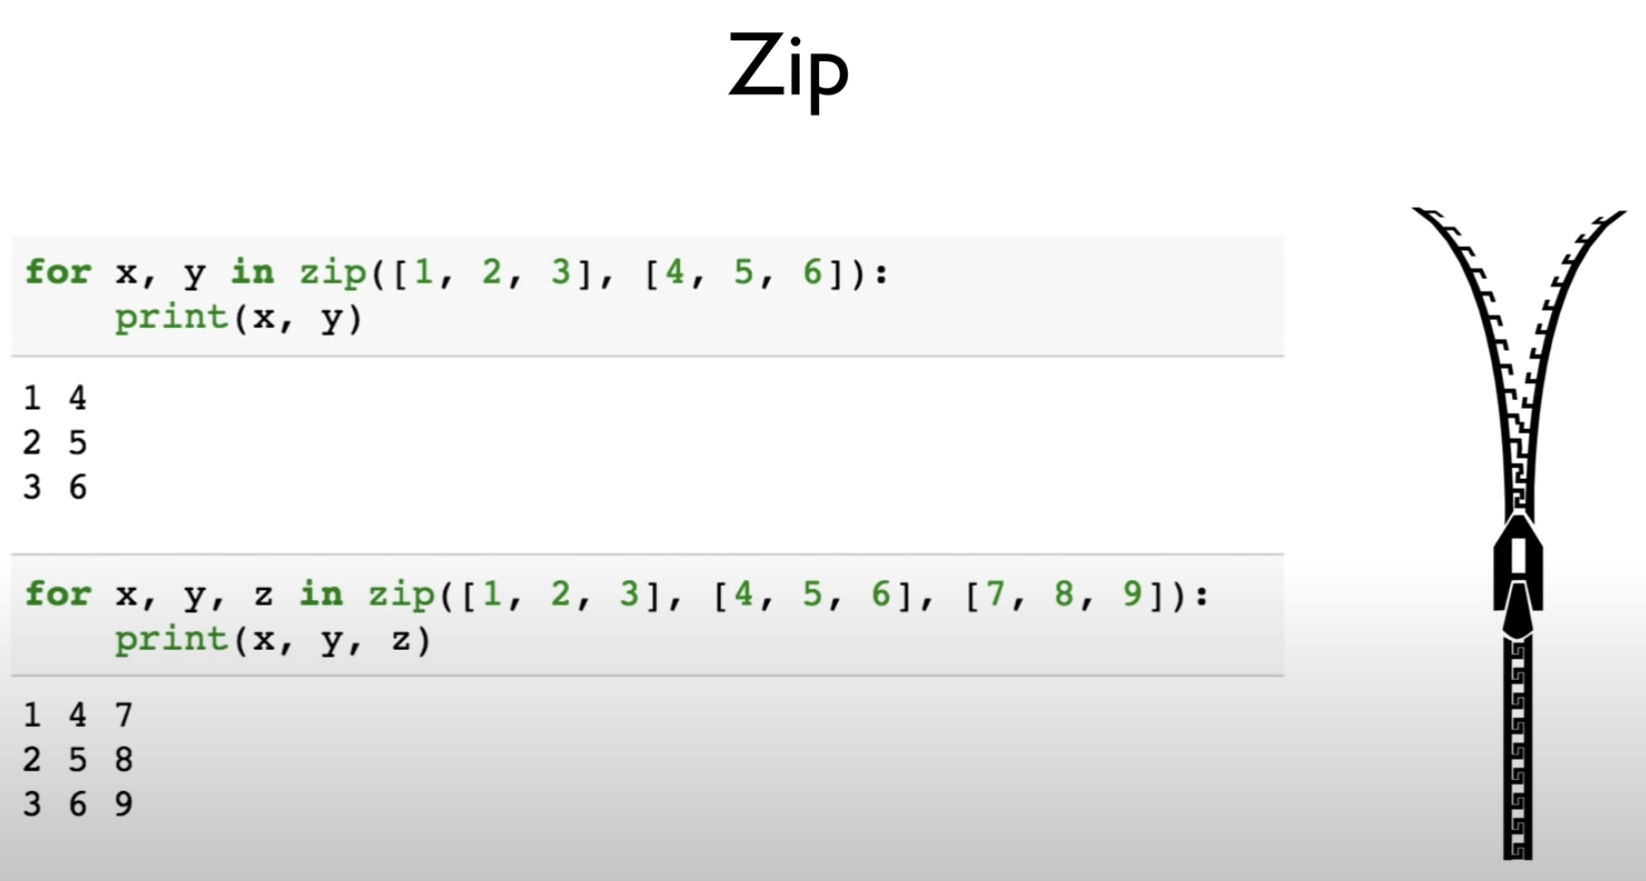 Zip
for x, y in zip([1, 2, 3], [4, 5, 6]):
    print(x, y)
1 4
2 5
3 6
for x, y, z in zip([1, 2, 3], [4, 5, 6], [7, 8, 9]):
    print(x, y, z)
1 4 7
2 5 8
3 6 9